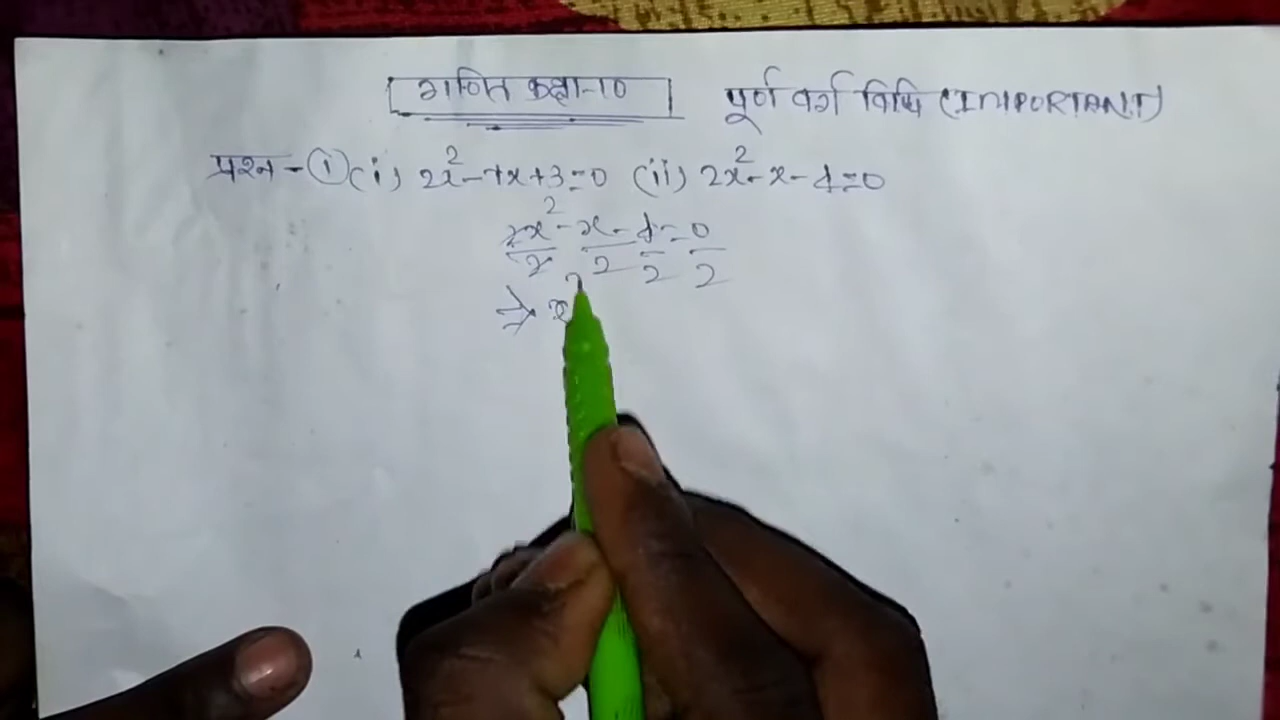 गणित कक्षा-10 पूर्ण वर्ग विधि (IMPORTANT)
प्रश्न-① (i) 2x²-7x+3=0 (ii) 2x²-x-4=0
2x²/2 - x/2 - 4/2 = 0/2
⇒ x²